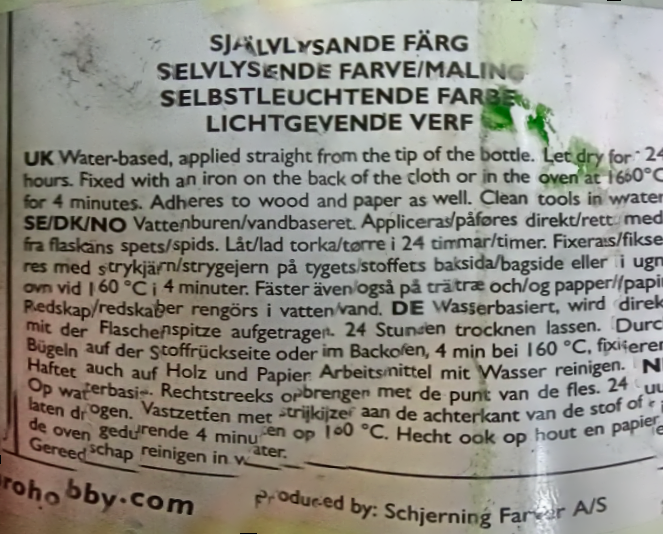 SJÄLVLYSANDE FÄRG
SELVLYSENDE FARVE/MALING
SELBSTLEUCHTENDE FARBE
LICHTGEVENDE VERF
UK Water-based, applied straight from the tip of the bottle. Let dry for 24
hours. Fixed with an iron on the back of the cloth or in the oven at
for 4 minutes. Adheres to wood and paper as well. Clean tools in water
SE/DK/NO Vattenburen/vandbaseret. Appliceras/påføres direkt/rett med
fra flaskans spets/spids. Låt/lad torka/tørre i 24 timmar/timer. Fixeras/fikse
res med strykjärn/strygejern på tygets/stoffets baksida/bagside eller i ugn
ovn vid 160 °C i 4 minuter. Fäster även også på trä træ och/og papper/papi
Redskap/redskaber rengörs i vatten/vand. DE Wasserbasiert, wird direk
mit der Flaschenspitze aufgetragen. 24 Stunden trocknen lassen. Durc
Bügeln auf der Stoffrückseite oder im Backofen, 4 min bei 160 °C, fixieren
Haftet auch auf Holz und Papier. Arbeitsmittel mit Wasser reinigen. N
Op waterbasis. Rechtstreeks opbrengen met de punt van de fles. 24 uu
laten drogen. Vastzetten met strijkijzer aan de achterkant van de stof of
de oven gedurende 4 minuten op 160 °C. Hecht ook op hout en papier
Gereedschap reinigen in water.
rohobby.com
Produced by: Schjerning Farver A/S